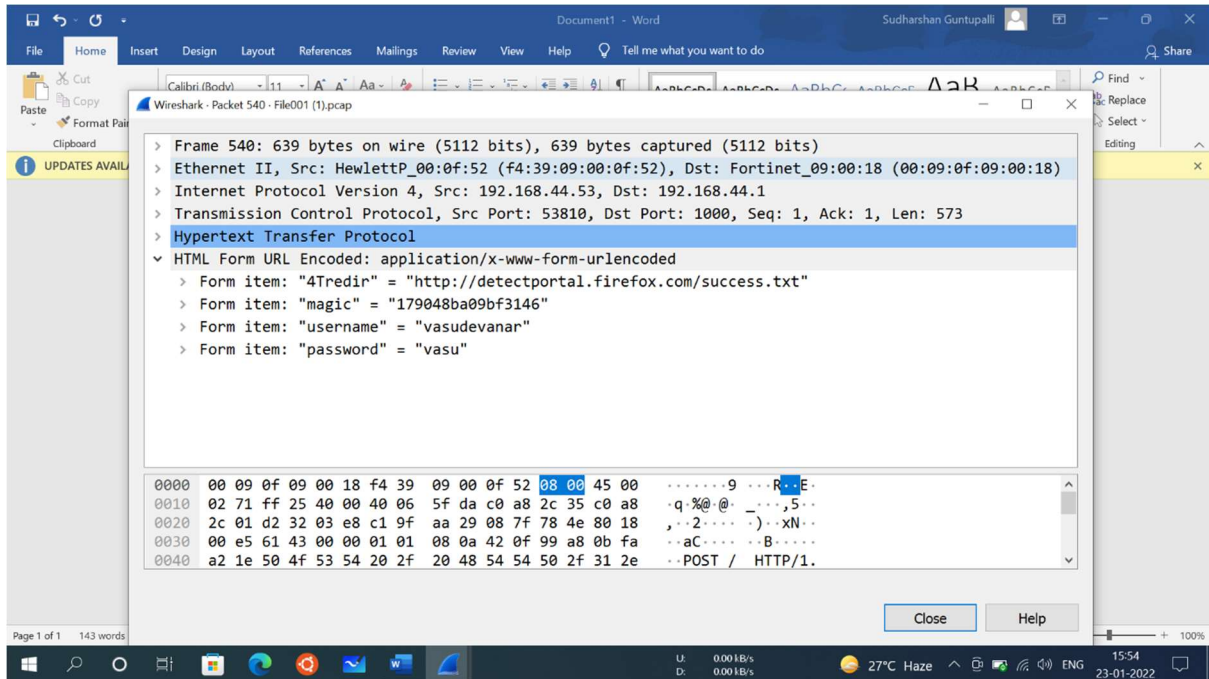 Document1 - Word
Sudharshan Guntupalli
File Home Insert Design Layout References Mailings Review View Help Tell me what you want to do
Share
Cut
Copy
Format Pai
Paste
Clipboard
Calibri (Body) 11
Find
Replace
Select
Editing
UPDATES AVAILA
Wireshark · Packet 540 · File001 (1).pcap
Frame 540: 639 bytes on wire (5112 bits), 639 bytes captured (5112 bits)
Ethernet II, Src: HewlettP_00:0f:52 (f4:39:09:00:0f:52), Dst: Fortinet_09:00:18 (00:09:0f:09:00:18)
Internet Protocol Version 4, Src: 192.168.44.53, Dst: 192.168.44.1
Transmission Control Protocol, Src Port: 53810, Dst Port: 1000, Seq: 1, Ack: 1, Len: 573
Hypertext Transfer Protocol
HTML Form URL Encoded: application/x-www-form-urlencoded
Form item: "4Tredir" = "http://detectportal.firefox.com/success.txt"
Form item: "magic" = "179048ba09bf3146"
Form item: "username" = "vasudevanar"
Form item: "password" = "vasu"
0000 00 09 0f 09 00 18 f4 39 09 00 0f 52 08 00 45 00 ·······9 ···R··E·
0010 02 71 ff 25 40 00 40 06 5f da c0 a8 2c 35 c0 a8 ·q·%@·@· _···,5··
0020 2c 01 d2 32 03 e8 c1 9f aa 29 08 7f 78 4e 80 18 ,··2···· ·)··xN··
0030 00 e5 61 43 00 00 01 01 08 0a 42 0f 99 a8 0b fa ··aC···· ··B·····
0040 a2 1e 50 4f 53 54 20 2f 20 48 54 54 50 2f 31 2e ··POST / HTTP/1.
Close Help
Page 1 of 1 143 words
100%
U: 0.00 kB/s
D: 0.00 kB/s
27°C Haze
ENG
15:54
23-01-2022